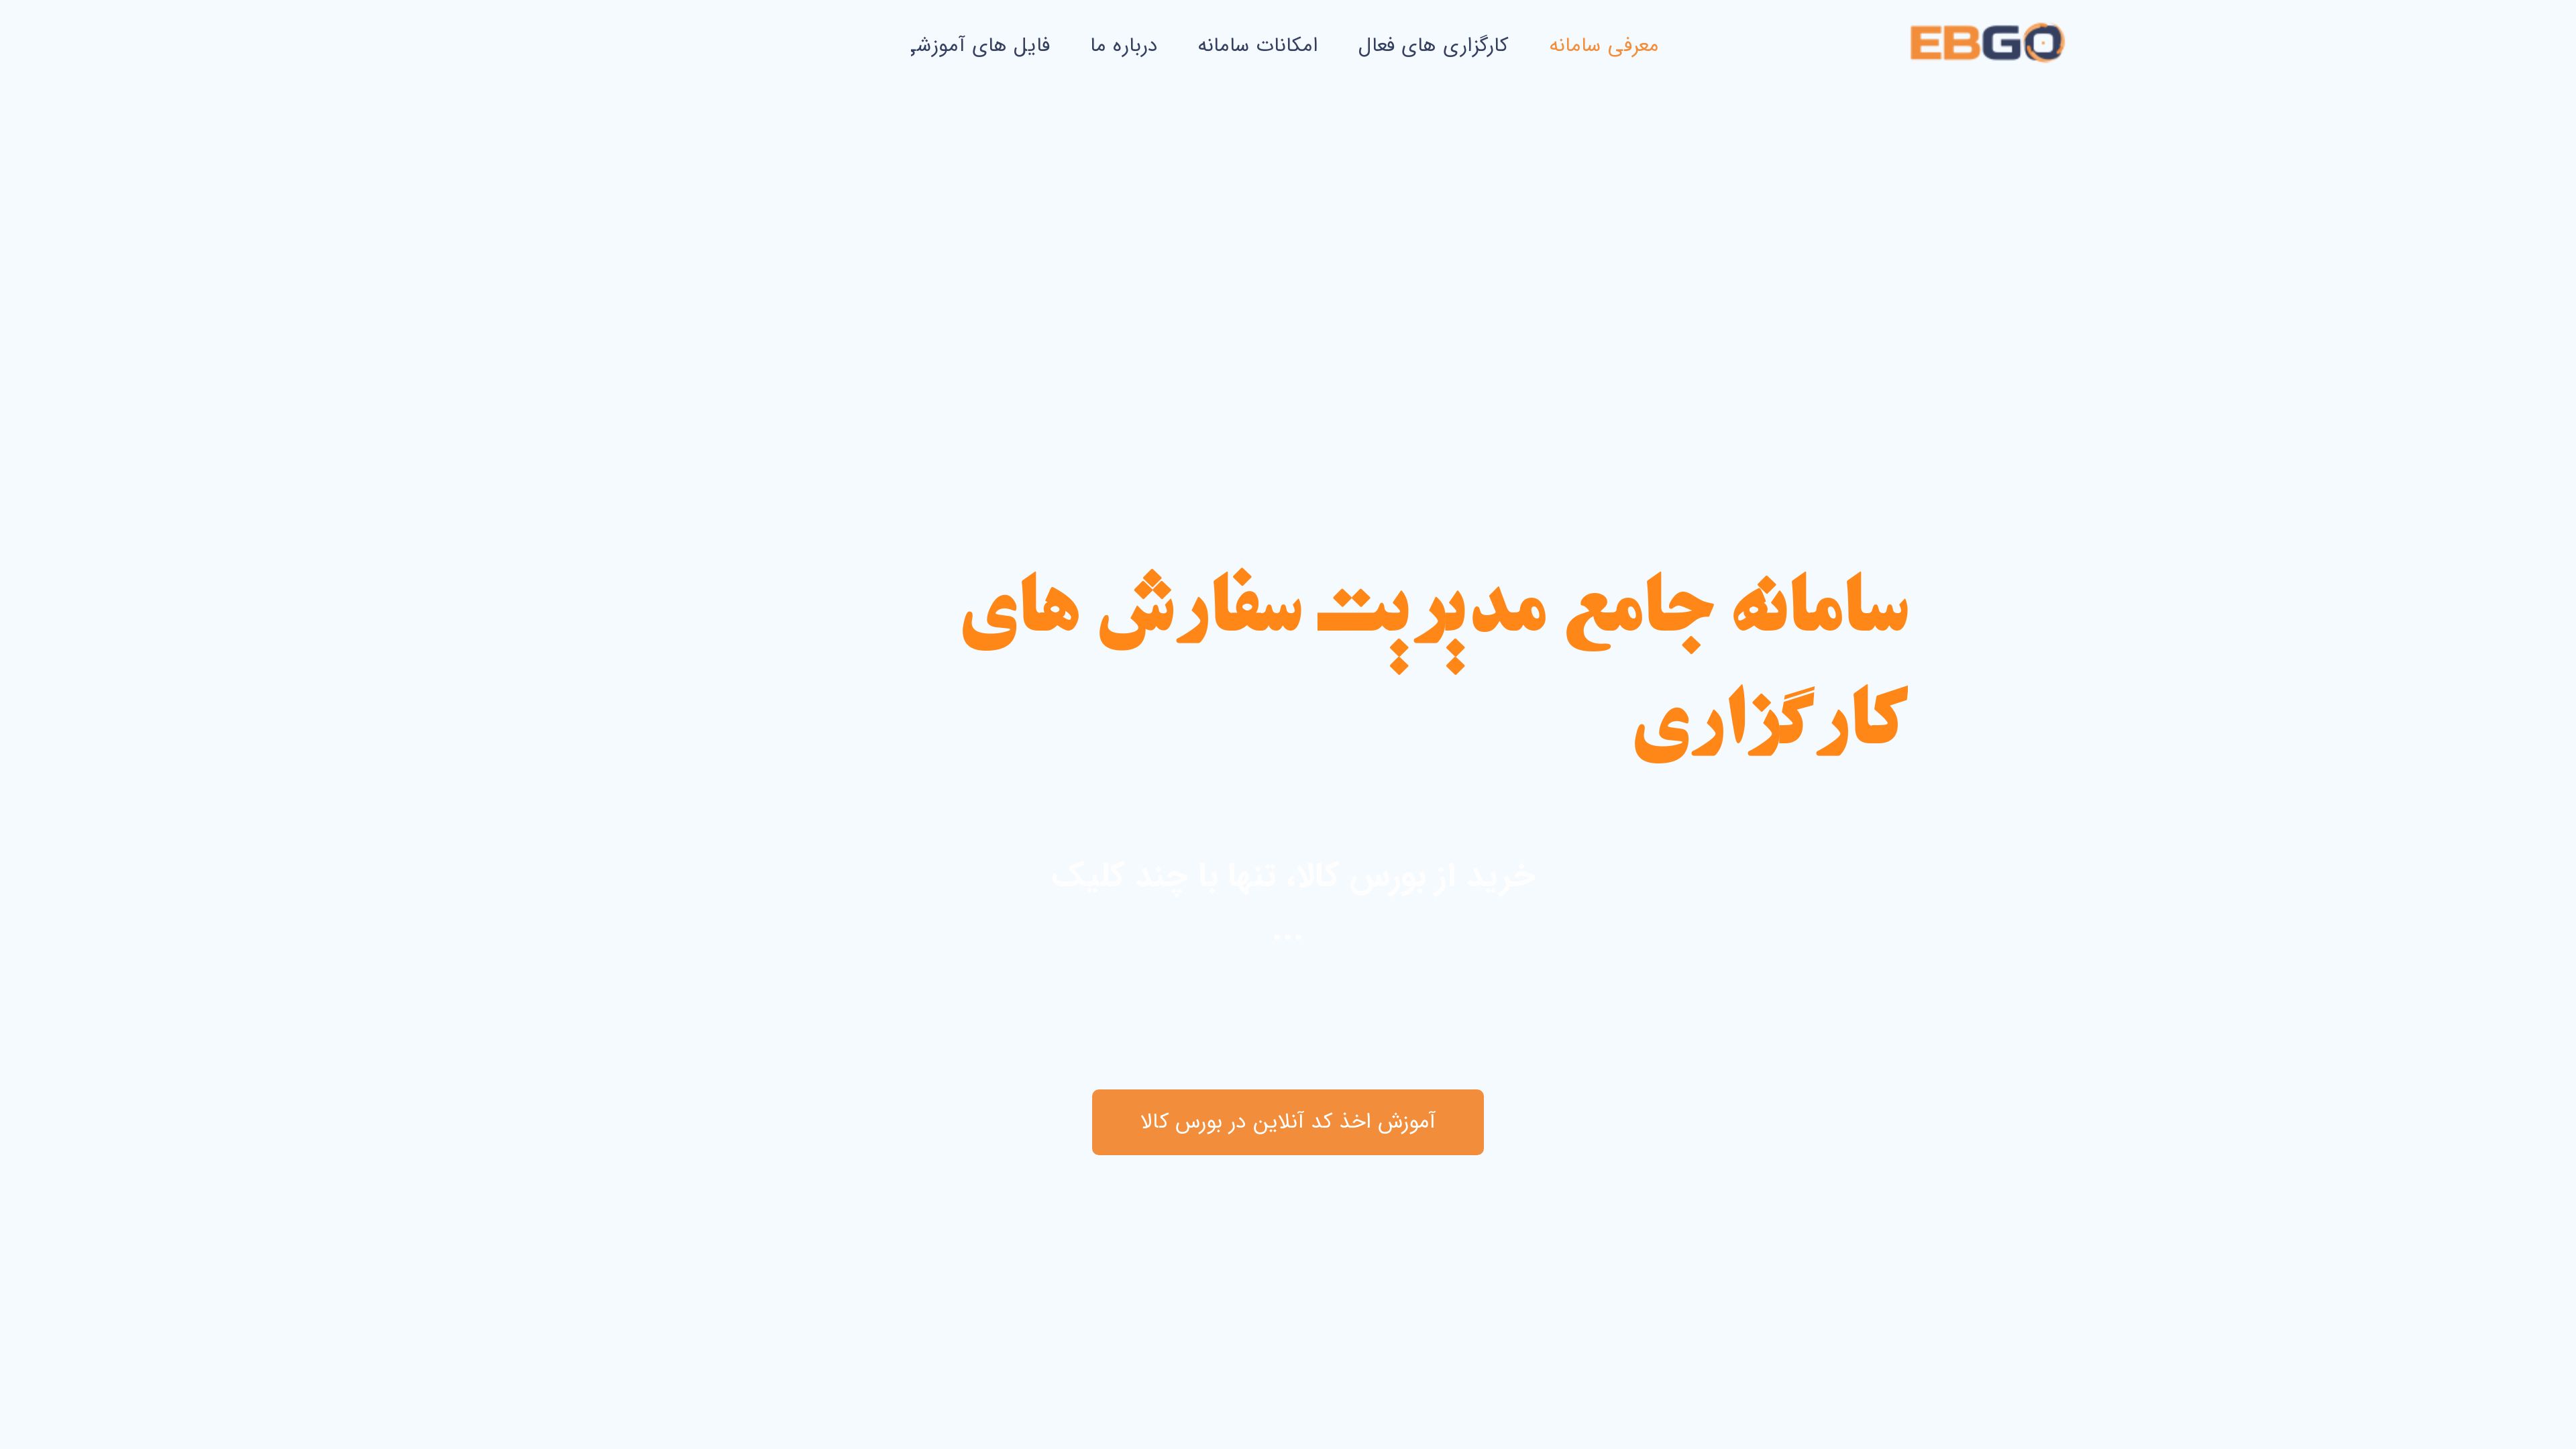 EBGO
معرفی سامانه
کارگزاری های فعال
امکانات سامانه
درباره ما
فایل های آموزشی
سامانه جامع مدیریت سفارش های
کارگزاری
خرید از بورس کالا، تنها با چند کلیک
...
آموزش اخذ کد آنلاین در بورس کالا